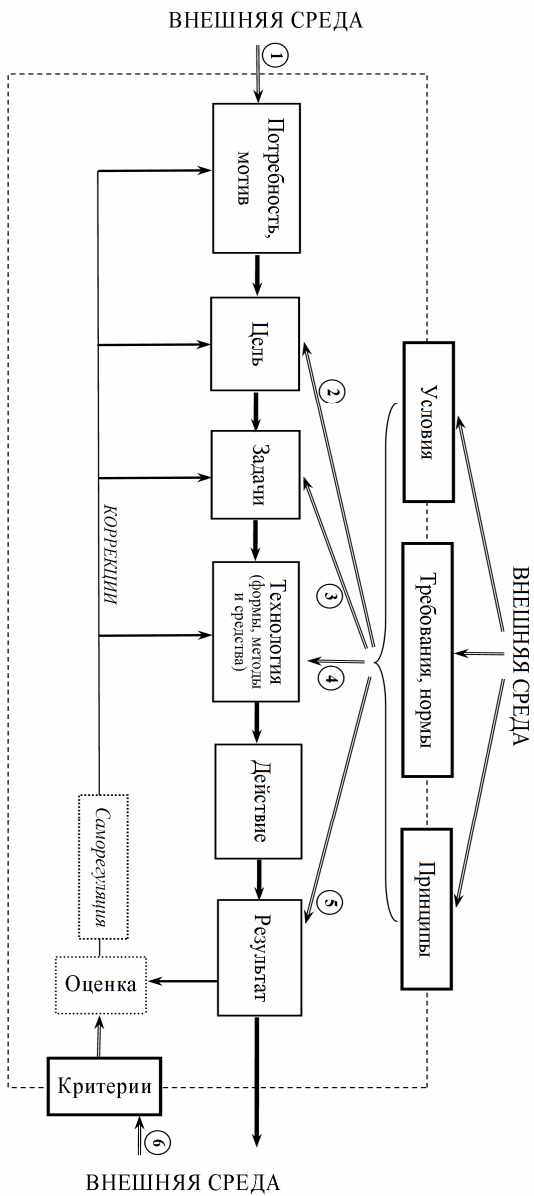 ВНЕШНЯЯ СРЕДА
1
Потребность,
мотив
Цель
Задачи
Технология
(формы, методы
и средства)
Действие
Результат
2
3
4
5
Условия
Требования, нормы
Принципы
ВНЕШНЯЯ СРЕДА
КОРРЕКЦИИ
Саморегуляция
Оценка
Критерии
6
ВНЕШНЯЯ СРЕДА